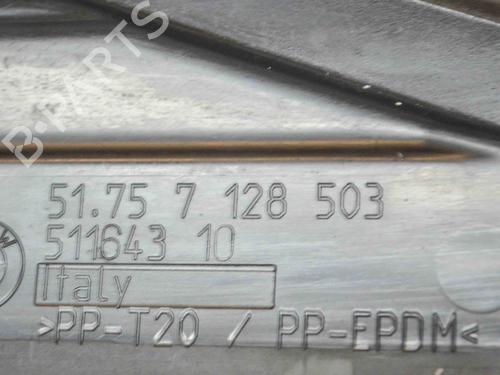 B-PARTS
51.75 7 128 503
511643 10
W
Italy
>PP-T20 / PP-EPDM<